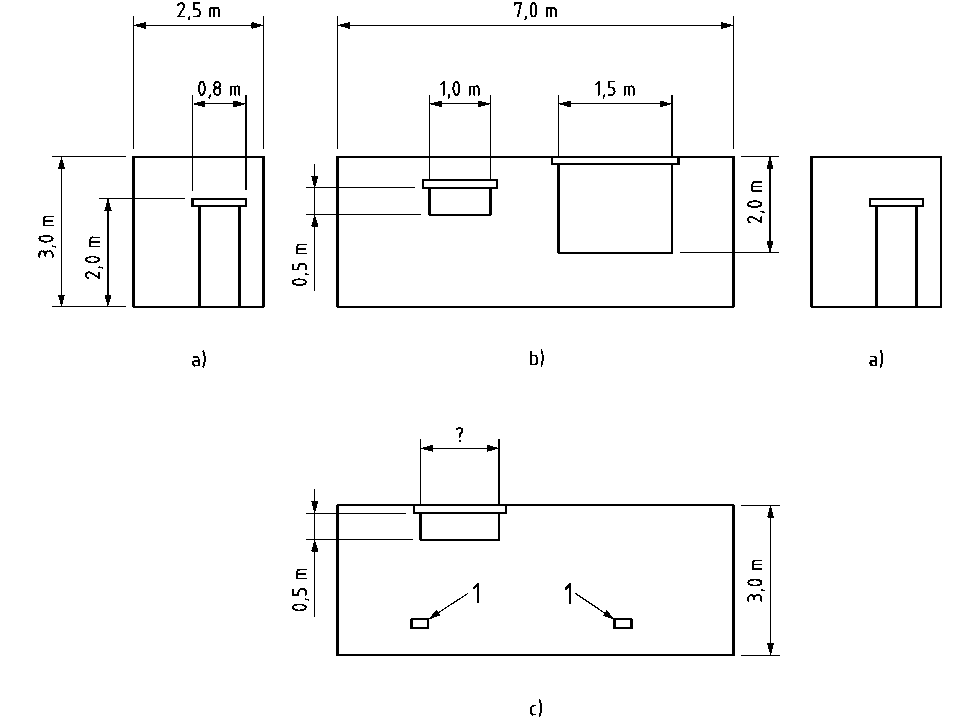 2,5 m
7,0 m
0,8 m
1,0 m
1,5 m
3,0 m
2,0 m
0,5 m
2,0 m
a)
b)
a)
?
0,5 m
1
1
3,0 m
c)